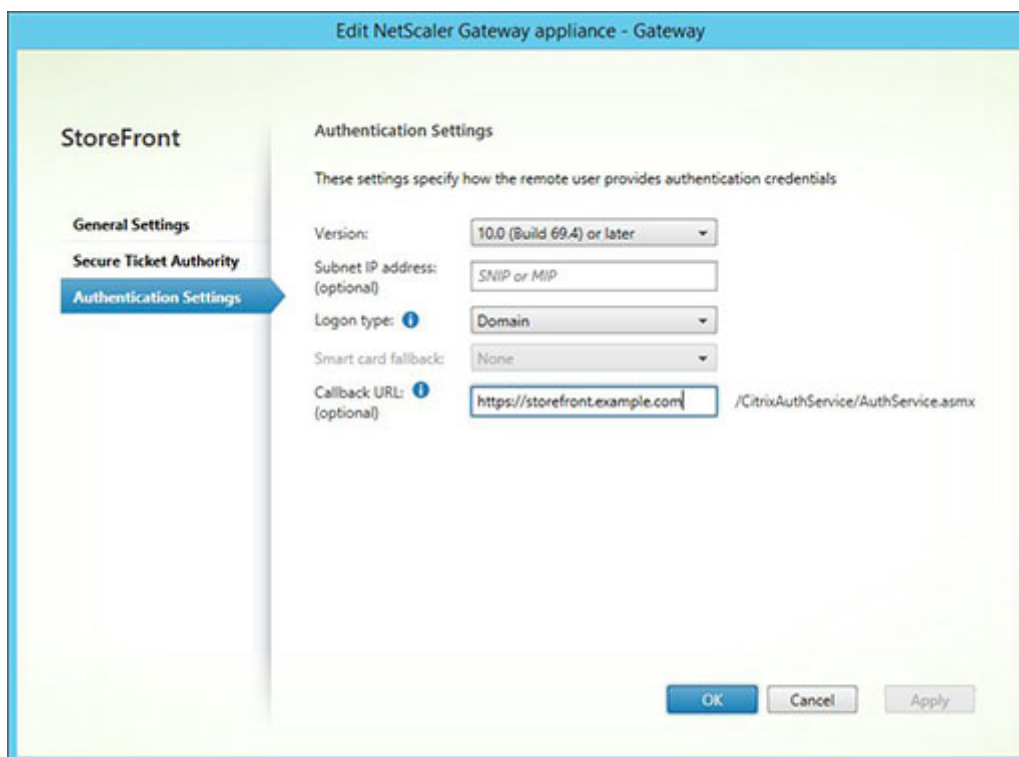 Edit NetScaler Gateway appliance - Gateway
StoreFront
General Settings
Secure Ticket Authority
Authentication Settings
Authentication Settings
These settings specify how the remote user provides authentication credentials
Version: 10.0 (Build 69.4) or later
Subnet IP address: SNIP or MIP
(optional)
Logon type: Domain
Smart card fallback: None
Callback URL: https://storefront.example.com /CitrixAuthService/AuthService.asmx
(optional)
OK Cancel Apply